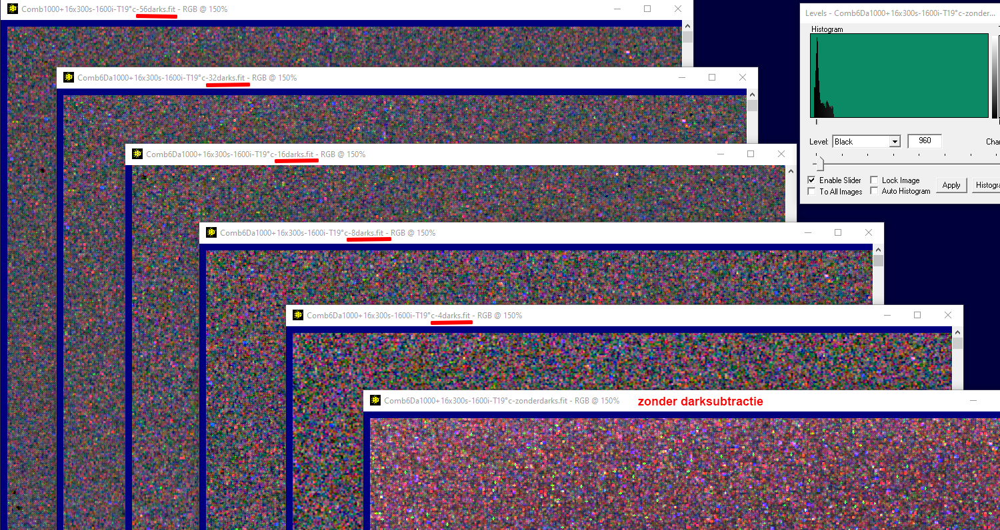 Comb1000+16x300s-1600i-T19°c-56darks.fit - RGB @ 150%
Levels - Comb6Da1000+16x300s-1600i-T19°c-zonder...
Histogram
Comb6Da1000+16x300s-1600i-T19°c-32darks.fit - RGB @ 150%
Level: Black 960 Cha
Comb6Da1000+16x300s-1600i-T19°c-16darks.fit - RGB @ 150%
Enable Slider Lock Image
To All Images Auto Histogram Apply Histogra
Comb6Da1000+16x300s-1600i-T19°c-8darks.fit - RGB @ 150%
Comb6Da1000+16x300s-1600i-T19°c-4darks.fit - RGB @ 150%
Comb6Da1000+16x300s-1600i-T19°c-zonderdarks.fit - RGB @ 150% zonder darksubtractie